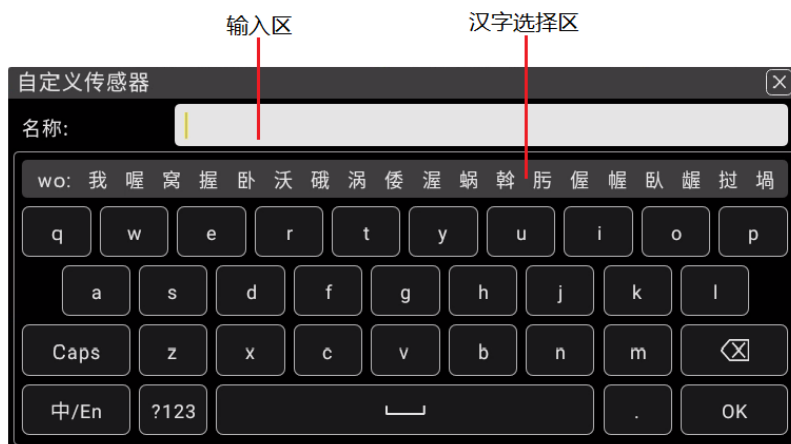 输入区 汉字选择区
自定义传感器
名称:
wo: 我 喔 窝 握 卧 沃 硪 涡 倭 渥 蜗 斡 肟 偓 幄 臥 龌 挝 堝
q w e r t y u i o p
a s d f g h j k l
Caps z x c v b n m
中/En ?123 . OK